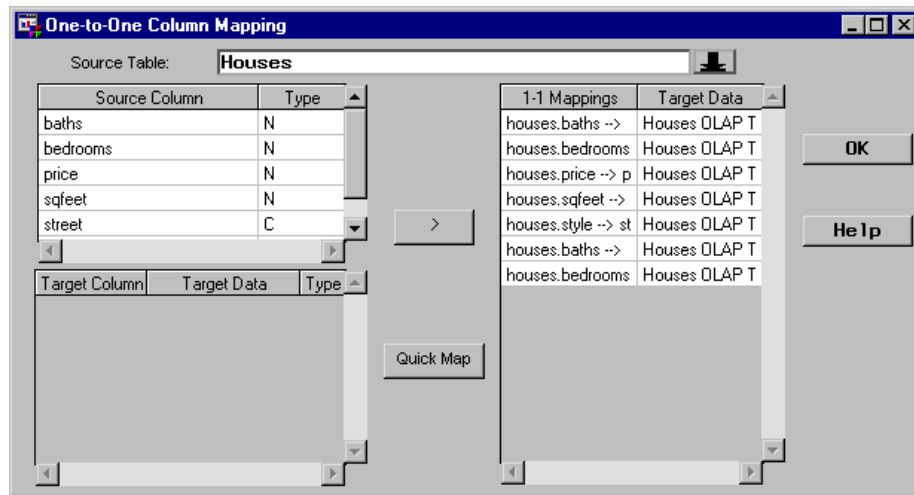 One-to-One Column Mapping
Source Table: Houses
Source Column Type
baths N
bedrooms N
price N
sqfeet N
street C
Target Column Target Data Type
>
Quick Map
1-1 Mappings Target Data
houses.baths --> Houses OLAP T
houses.bedrooms Houses OLAP T
houses.price --> p Houses OLAP T
houses.sqfeet --> Houses OLAP T
houses.style --> st Houses OLAP T
houses.baths --> Houses OLAP T
houses.bedrooms Houses OLAP T
OK
Help